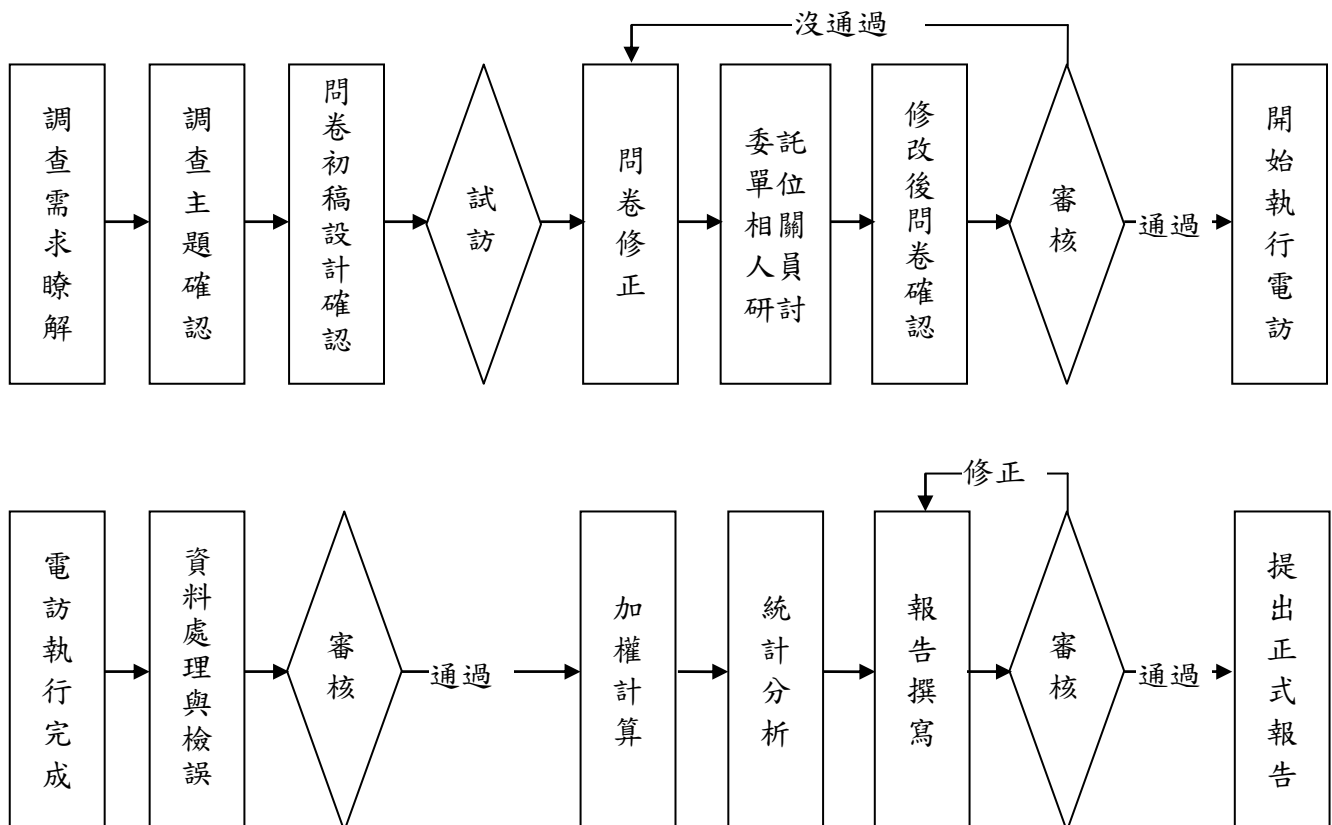 沒通過
調查需求瞭解
調查主題確認
問卷初稿設計確認
試訪
問卷修正
委託
單位
相關
人員
研討
修改後問卷確認
審核
通過
開始執行電訪
修正
電訪執行完成
資料處理與檢誤
審核
通過
加權計算
統計分析
報告撰寫
審核
通過
提出正式報告